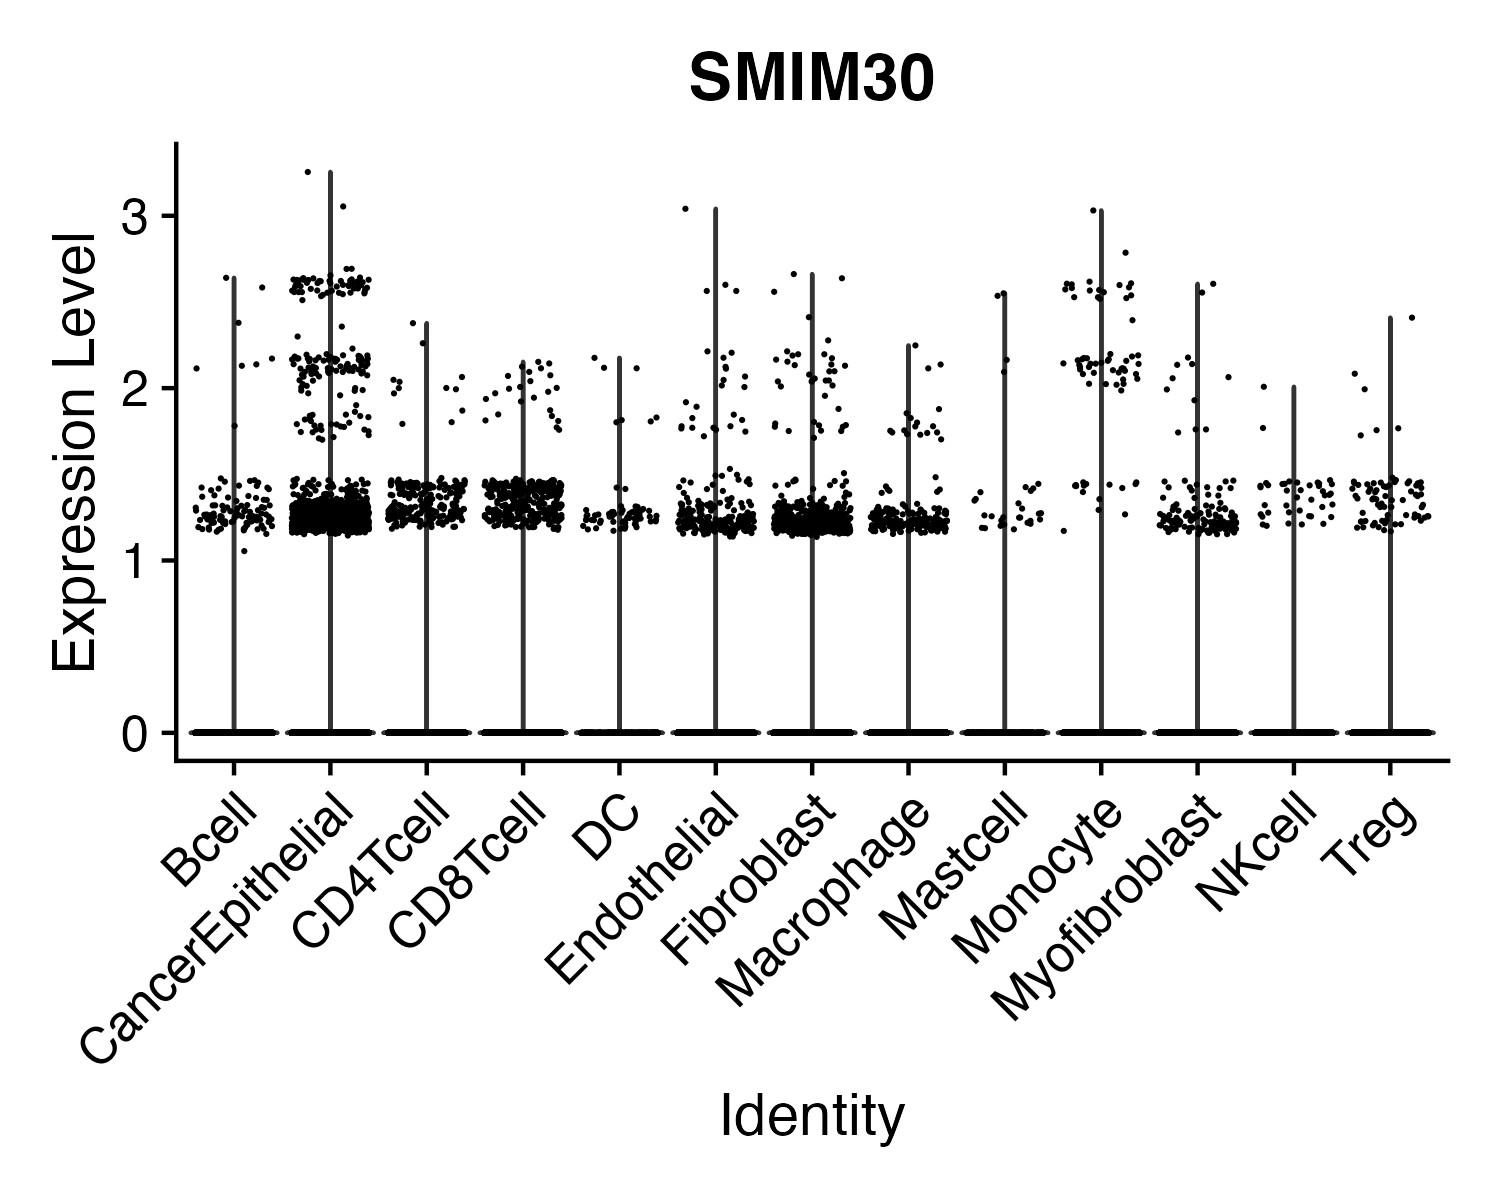 SMIM30
Expression Level
3
2
1
0
Bcell
CancerEpithelial
CD4Tcell
CD8Tcell
DC
Endothelial
Fibroblast
Macrophage
Mastcell
Monocyte
Myofibroblast
NKcell
Treg
Identity